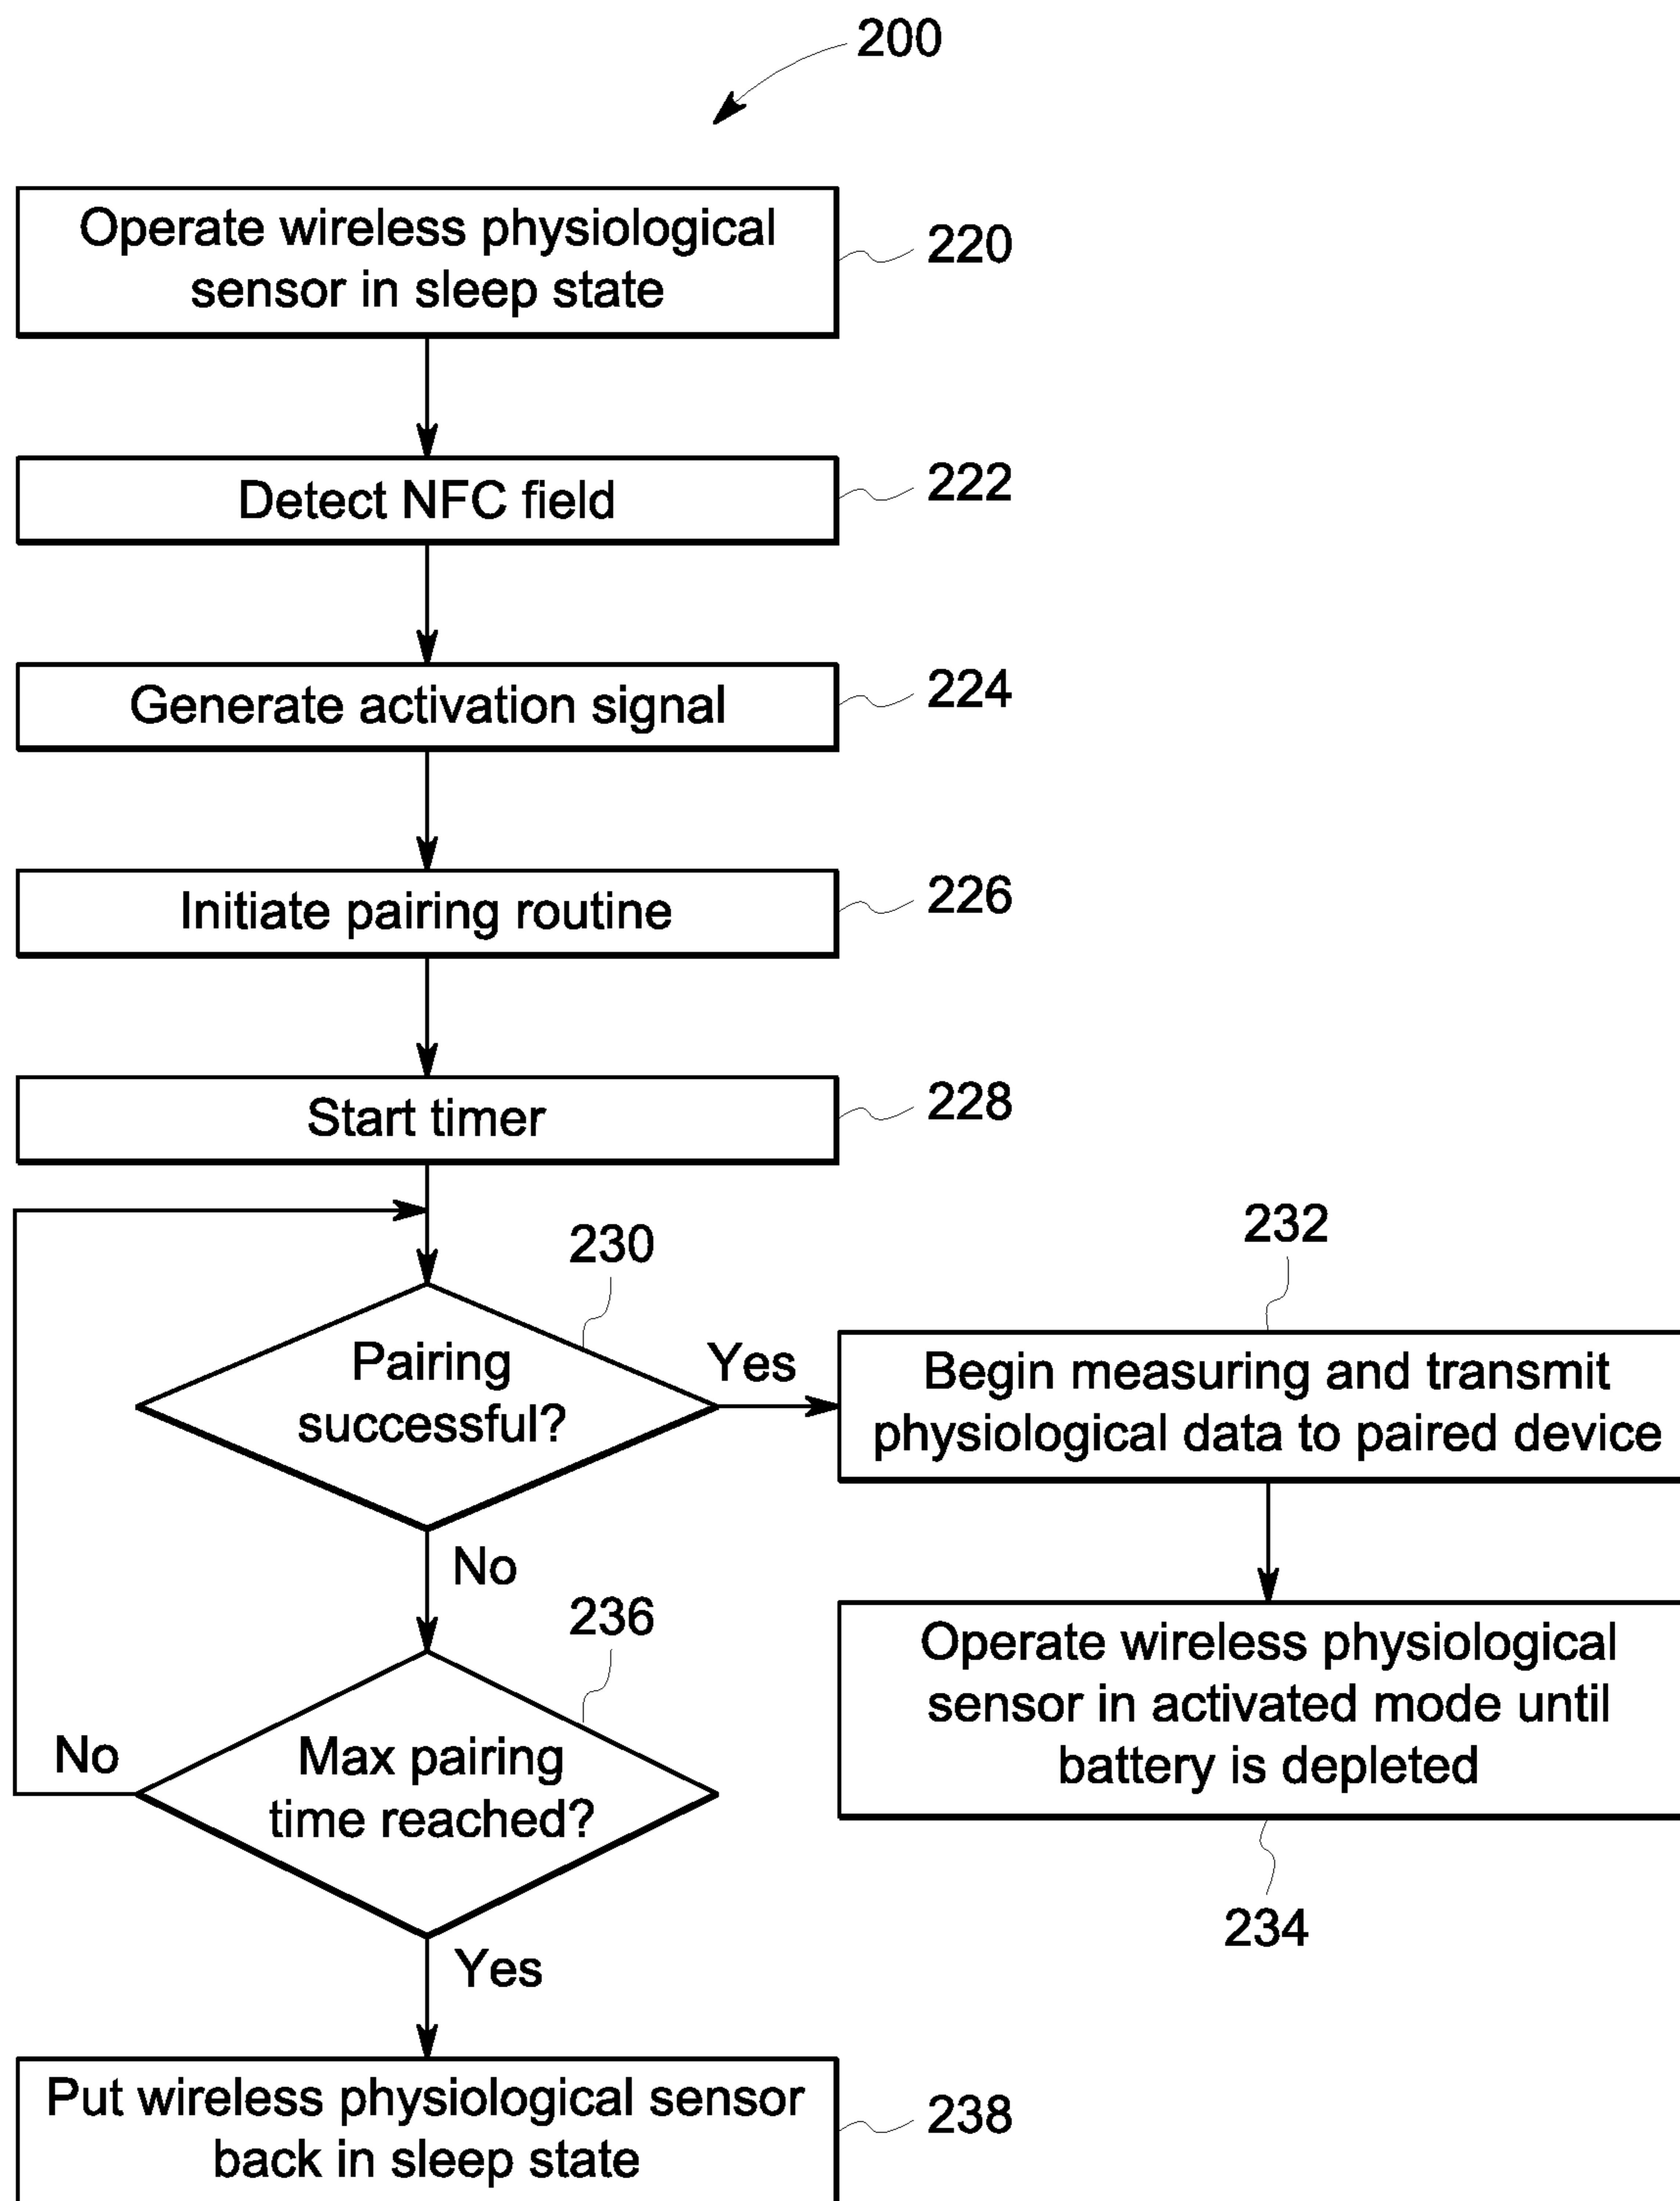 200
Operate wireless physiological
sensor in sleep state
220
Detect NFC field
222
Generate activation signal
224
Initiate pairing routine
226
Start timer
228
230
Pairing
successful?
Yes
No
232
Begin measuring and transmit
physiological data to paired device
Operate wireless physiological
sensor in activated mode until
battery is depleted
234
236
Max pairing
time reached?
No
Yes
Put wireless physiological sensor
back in sleep state
238